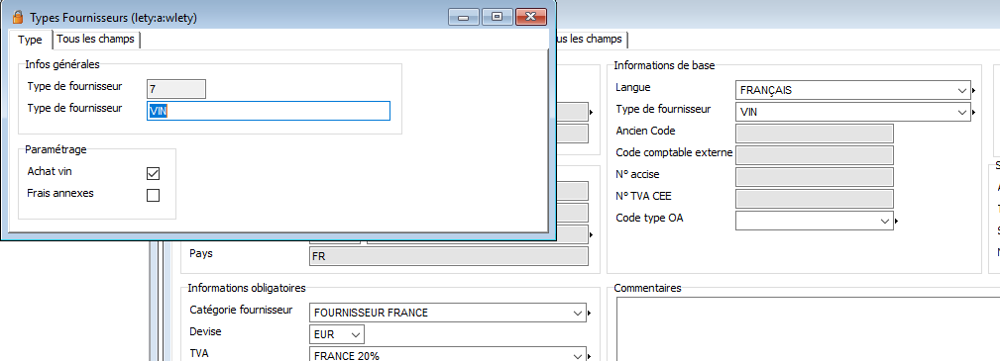 Types Fournisseurs (lety:a:wlety)
Type
Tous les champs
Infos générales
Type de fournisseur
7
Type de fournisseur
VIN
Paramétrage
Achat vin
Frais annexes
us les champs
Informations de base
Langue
FRANÇAIS
Type de fournisseur
VIN
Ancien Code
Code comptable externe
N° accise
N° TVA CEE
Code type OA
Pays
FR
Informations obligatoires
Catégorie fournisseur
FOURNISSEUR FRANCE
Devise
EUR
TVA
FRANCE 20%
Commentaires